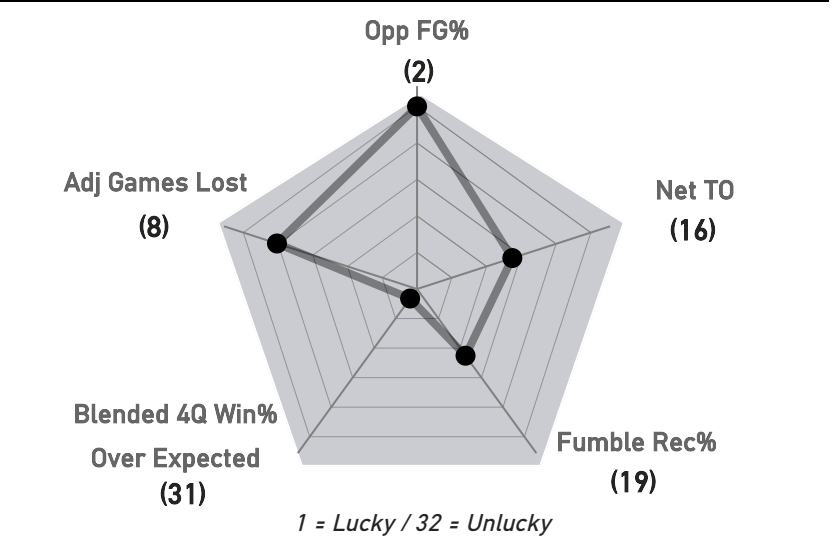 Opp FG%
(2)
Adj Games Lost
(8)
Net TO
(16)
Blended 4Q Win%
Over Expected
(31)
Fumble Rec%
(19)
1 = Lucky / 32 = Unlucky